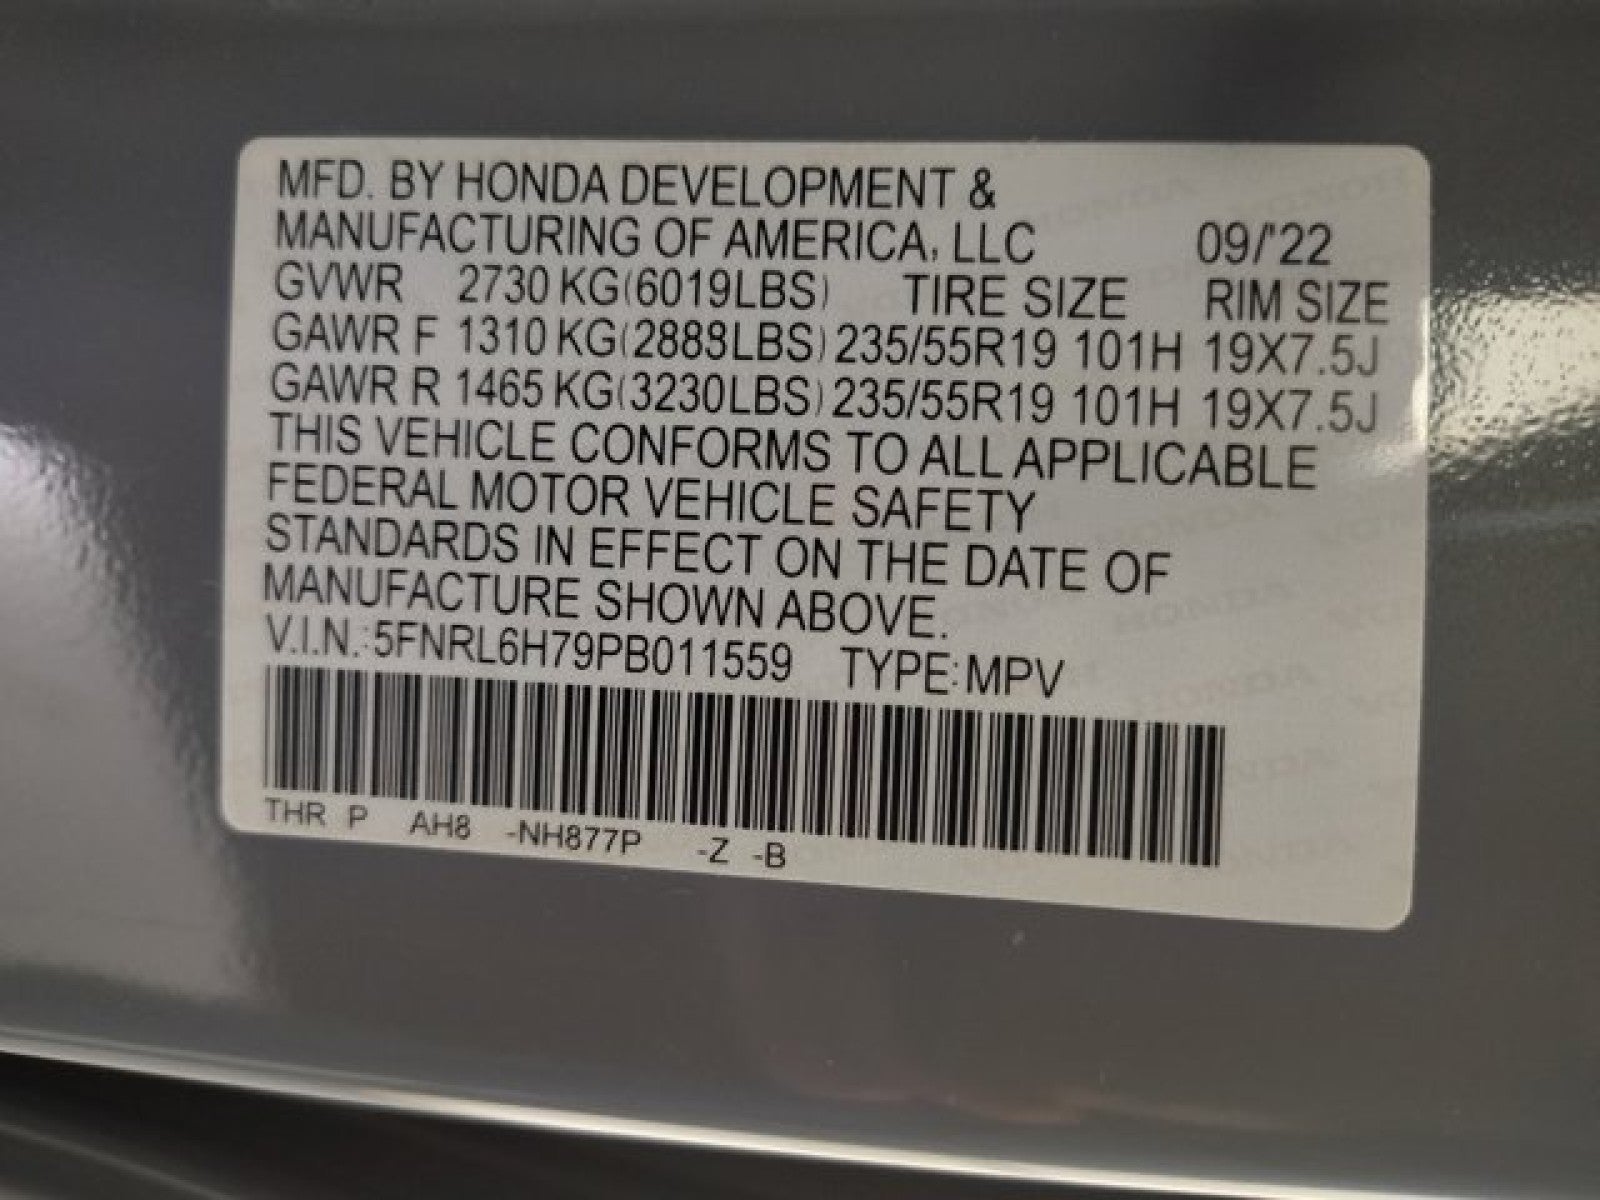 MFD. BY HONDA DEVELOPMENT &
MANUFACTURING OF AMERICA, LLC 09/'22
GVWR 2730 KG(6019LBS) TIRE SIZE RIM SIZE
GAWR F 1310 KG(2888LBS) 235/55R19 101H 19X7.5J
GAWR R 1465 KG(3230LBS) 235/55R19 101H 19X7.5J
THIS VEHICLE CONFORMS TO ALL APPLICABLE
FEDERAL MOTOR VEHICLE SAFETY
STANDARDS IN EFFECT ON THE DATE OF
MANUFACTURE SHOWN ABOVE.
V.I.N.:5FNRL6H79PB011559 TYPE:MPV
THR P AH8 -NH877P -Z -B